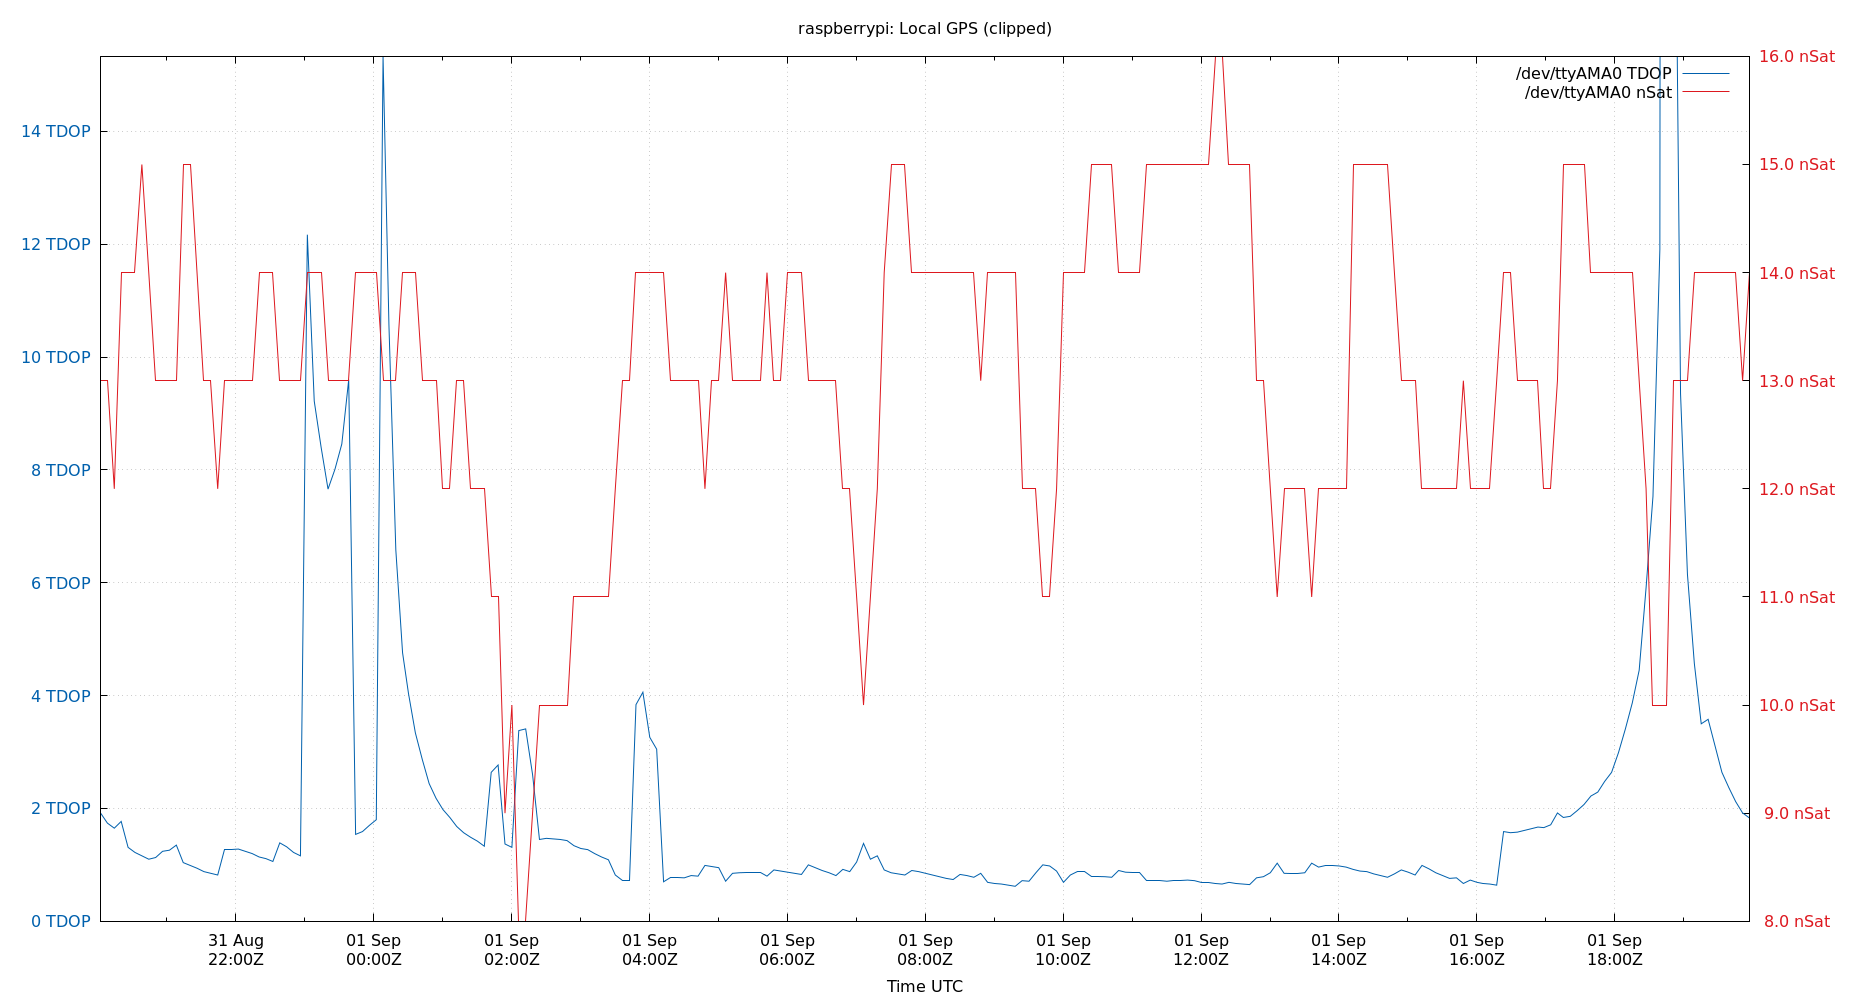 raspberrypi: Local GPS (clipped)
16.0 nSat
/dev/ttyAMA0 TDOP
/dev/ttyAMA0 nSat
14 TDOP
15.0 nSat
12 TDOP
14.0 nSat
10 TDOP
13.0 nSat
8 TDOP
12.0 nSat
6 TDOP
11.0 nSat
4 TDOP
10.0 nSat
2 TDOP
9.0 nSat
0 TDOP
8.0 nSat
31 Aug
22:00Z
01 Sep
00:00Z
01 Sep
02:00Z
01 Sep
04:00Z
01 Sep
06:00Z
01 Sep
08:00Z
01 Sep
10:00Z
01 Sep
12:00Z
01 Sep
14:00Z
01 Sep
16:00Z
01 Sep
18:00Z
Time UTC